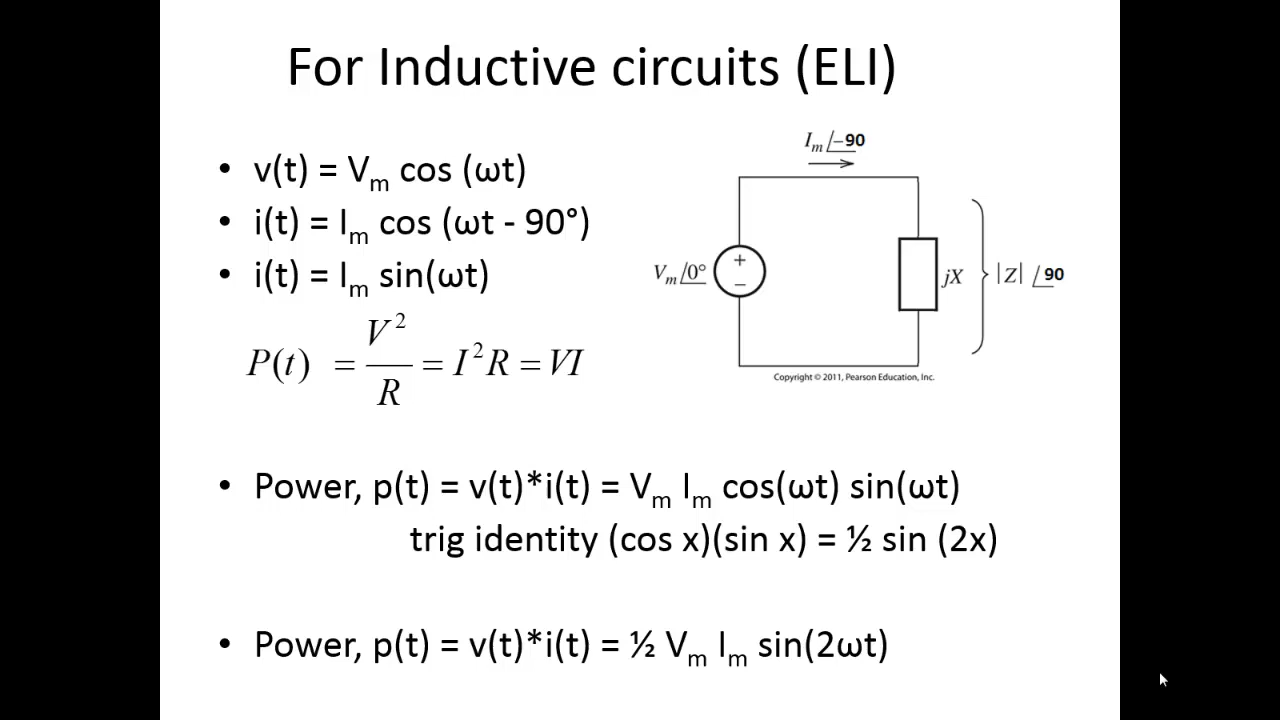 For Inductive circuits (ELI)
• v(t) = Vm cos (ωt)
• i(t) = Im cos (ωt - 90°)
• i(t) = Im sin(ωt)
P(t) = V²/R = I²R = VI
Im∠−90
Vm∠0°
+
−
jX
|Z| ∠90
Copyright © 2011, Pearson Education, Inc.
• Power, p(t) = v(t)*i(t) = Vm Im cos(ωt) sin(ωt)
trig identity (cos x)(sin x) = ½ sin (2x)
• Power, p(t) = v(t)*i(t) = ½ Vm Im sin(2ωt)